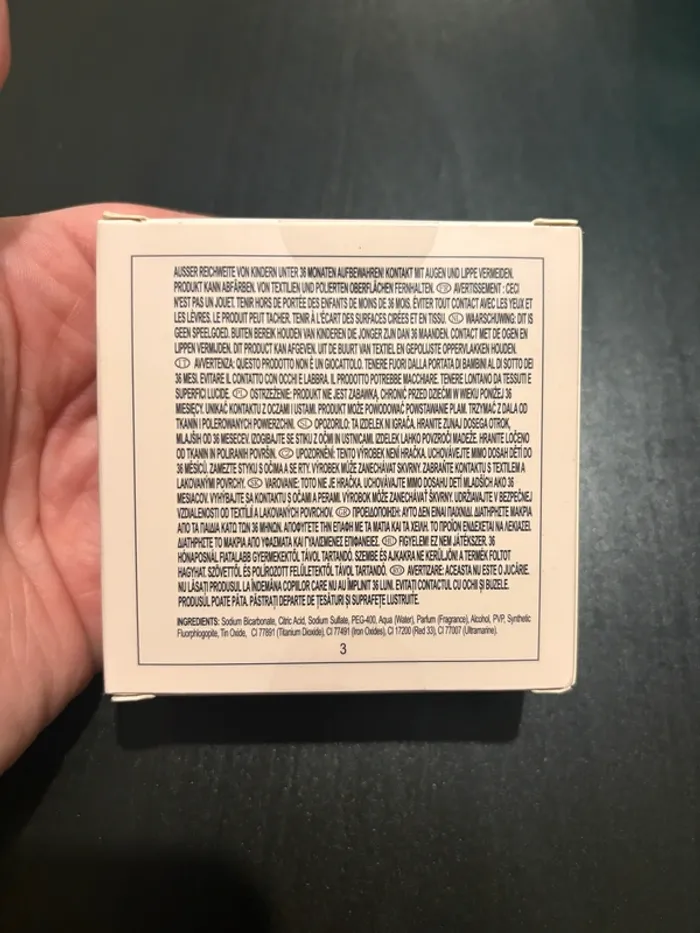 AUSSER REICHWEITE VON KINDERN UNTER 36 MONATEN AUFBEWAHREN! KONTAKT MIT AUGEN UND LIPPE VERMEIDEN.
PRODUKT KANN ABFÄRBEN. VON TEXTILIEN UND POLIERTEN OBERFLÄCHEN FERNHALTEN. FR AVERTISSEMENT : CECI
N'EST PAS UN JOUET. TENIR HORS DE PORTÉE DES ENFANTS DE MOINS DE 36 MOIS. ÉVITER TOUT CONTACT AVEC LES YEUX ET
LES LÈVRES. LE PRODUIT PEUT TACHER. TENIR À L'ÉCART DES SURFACES CIRÉES ET EN TISSU. NL WAARSCHUWING: DIT IS
GEEN SPEELGOED. BUITEN BEREIK HOUDEN VAN KINDEREN DIE JONGER ZIJN DAN 36 MAANDEN. CONTACT MET DE OGEN EN
LIPPEN VERMIJDEN. DIT PRODUCT KAN AFGEVEN. UIT DE BUURT VAN TEXTIEL EN GEPOLIJSTE OPPERVLAKKEN HOUDEN.
IT AVVERTENZA: QUESTO PRODOTTO NON È UN GIOCATTOLO. TENERE FUORI DALLA PORTATA DI BAMBINI AL DI SOTTO DEI
36 MESI. EVITARE IL CONTATTO CON OCCHI E LABBRA. IL PRODOTTO POTREBBE MACCHIARE. TENERE LONTANO DA TESSUTI E
SUPERFICI LUCIDE. PL OSTRZEŻENIE: PRODUKT NIE JEST ZABAWKĄ, CHRONIĆ PRZED DZIEĆMI W WIEKU PONIŻEJ 36
MIESIĘCY. UNIKAĆ KONTAKTU Z OCZAMI I USTAMI. PRODUKT MOŻE POWODOWAĆ POWSTAWANIE PLAM. TRZYMAĆ Z DALA OD
TKANIN I POLEROWANYCH POWIERZCHNI. SL OPOZORILO: TA IZDELEK NI IGRAČA. HRANITE ZUNAJ DOSEGA OTROK,
MLAJŠIH OD 36 MESECEV. IZOGIBAJTE SE STIKU Z OČMI IN USTNICAMI. IZDELEK LAHKO POVZROČI MADEŽE. HRANITE LOČENO
OD TKANIN IN POLIRANIH POVRŠIN. CZ UPOZORNĚNÍ: TENTO VÝROBEK NENÍ HRAČKA. UCHOVÁVEJTE MIMO DOSAH DĚTÍ DO
36 MĚSÍCŮ. ZAMEZTE STYKU S OČIMA A SE RTY. VÝROBEK MŮŽE ZANECHÁVAT SKVRNY. ZABRAŇTE KONTAKTU S TEXTILEM A
LAKOVANÝMI POVRCHY. SK VAROVANIE: TOTO NIE JE HRAČKA. UCHOVÁVAJTE MIMO DOSAHU DETÍ MLADŠÍCH AKO 36
MESIACOV. VYHÝBAJTE SA KONTAKTU S OČAMI A PERAMI. VÝROBOK MÔŽE ZANECHÁVAŤ ŠKVRNY. UDRŽIAVAJTE V BEZPEČNEJ
VZDIALENOSTI OD TEXTÍLIÍ A LAKOVANÝCH POVRCHOV. GR ΠΡΟΕΙΔΟΠΟΙΗΣΗ: ΑΥΤΟ ΔΕΝ ΕΙΝΑΙ ΠΑΙΧΝΙΔΙ. ΔΙΑΤΗΡΗΣΤΕ ΜΑΚΡΙΑ
ΑΠΟ ΤΑ ΠΑΙΔΙΑ ΚΑΤΩ ΤΩΝ 36 ΜΗΝΩΝ. ΑΠΟΦΥΓΕΤΕ ΤΗΝ ΕΠΑΦΗ ΜΕ ΤΑ ΜΑΤΙΑ ΚΑΙ ΤΑ ΧΕΙΛΗ. ΤΟ ΠΡΟΪΟΝ ΕΝΔΕΧΕΤΑΙ ΝΑ ΛΕΚΙΑΖΕΙ.
ΔΙΑΤΗΡΗΣΤΕ ΤΟ ΜΑΚΡΙΑ ΑΠΟ ΥΦΑΣΜΑΤΑ ΚΑΙ ΓΥΑΛΙΣΜΕΝΕΣ ΕΠΙΦΑΝΕΙΕΣ. HU FIGYELEM! EZ NEM JÁTÉKSZER. 36
HÓNAPOSNÁL FIATALABB GYERMEKEKTŐL TÁVOL TARTANDÓ. SZEMBE ÉS AJKAKRA NE KERÜLJÖN! A TERMÉK FOLTOT
HAGYHAT. SZÖVETTŐL ÉS POLÍROZOTT FELÜLETEKTŐL TÁVOL TARTANDÓ. RO AVERTIZARE: ACEASTA NU ESTE O JUCĂRIE.
NU LĂSAȚI PRODUSUL LA ÎNDEMÂNA COPIILOR CARE NU AU ÎMPLINIT 36 LUNI. EVITAȚI CONTACTUL CU OCHII ȘI BUZELE.
PRODUSUL POATE PĂTA. PĂSTRAȚI DEPARTE DE ȚESĂTURI ȘI SUPRAFEȚE LUSTRUITE.
INGREDIENTS: Sodium Bicarbonate, Citric Acid, Sodium Sulfate, PEG-400, Aqua (Water), Parfum (Fragrance), Alcohol, PVP, Synthetic
Fluorphlogopite, Tin Oxide, CI 77891 (Titanium Dioxide), CI 77491 (Iron Oxides), CI 17200 (Red 33), CI 77007 (Ultramarine).
3